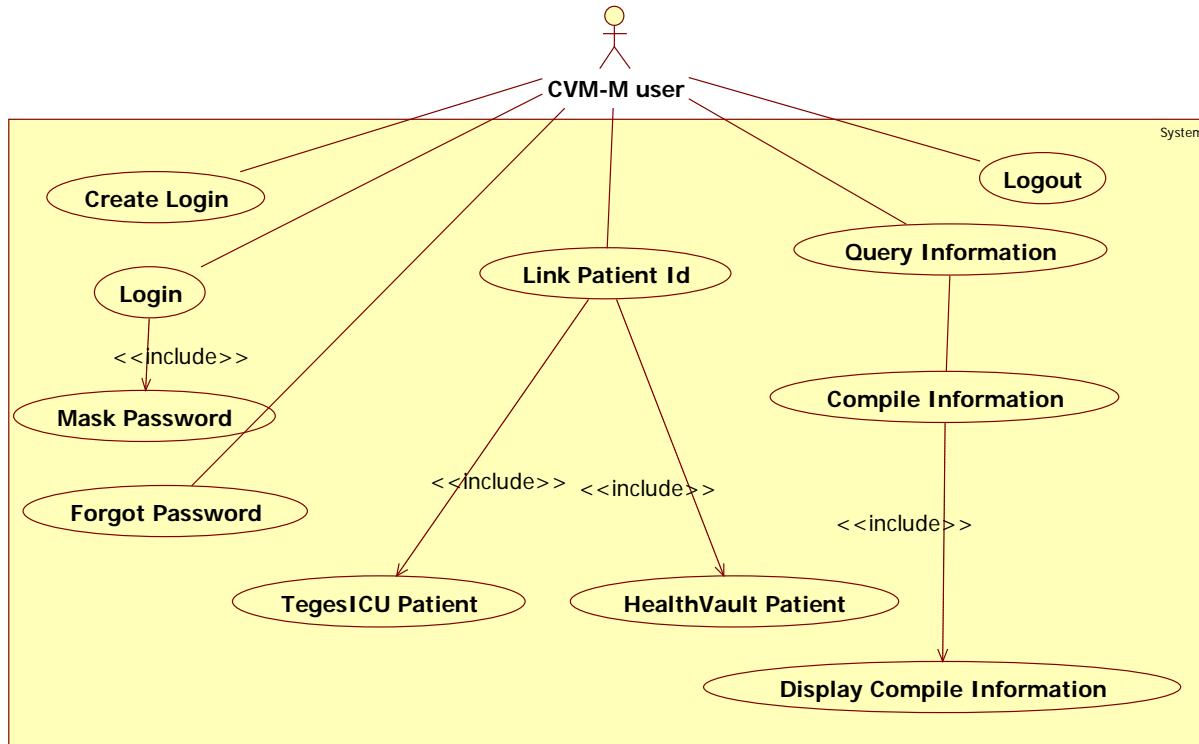 CVM-M user
System
Create Login
Logout
Query Information
Link Patient Id
Login
<<include>>
Mask Password
Compile Information
<<include>>
<<include>>
Forgot Password
<<include>>
TegesICU Patient
HealthVault Patient
Display Compile Information